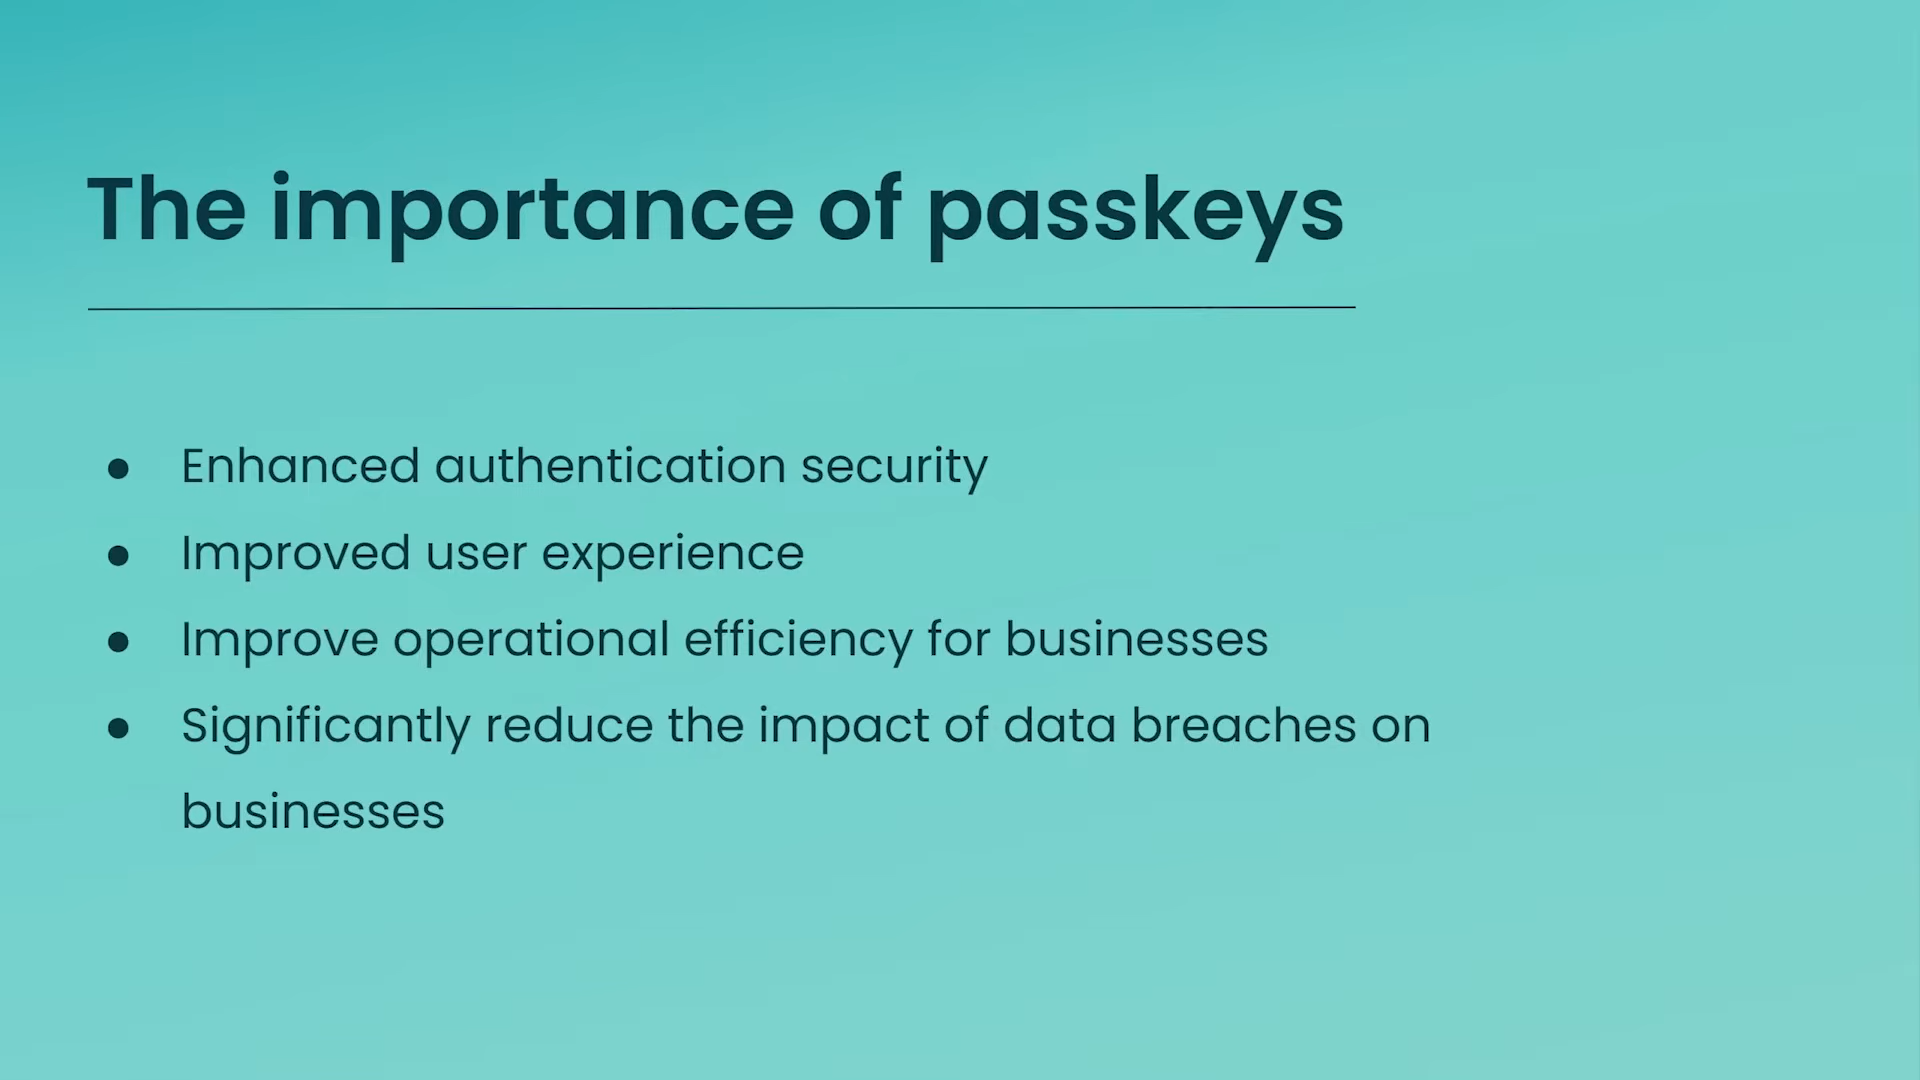 The importance of passkeys
● Enhanced authentication security
● Improved user experience
● Improve operational efficiency for businesses
● Significantly reduce the impact of data breaches on
businesses